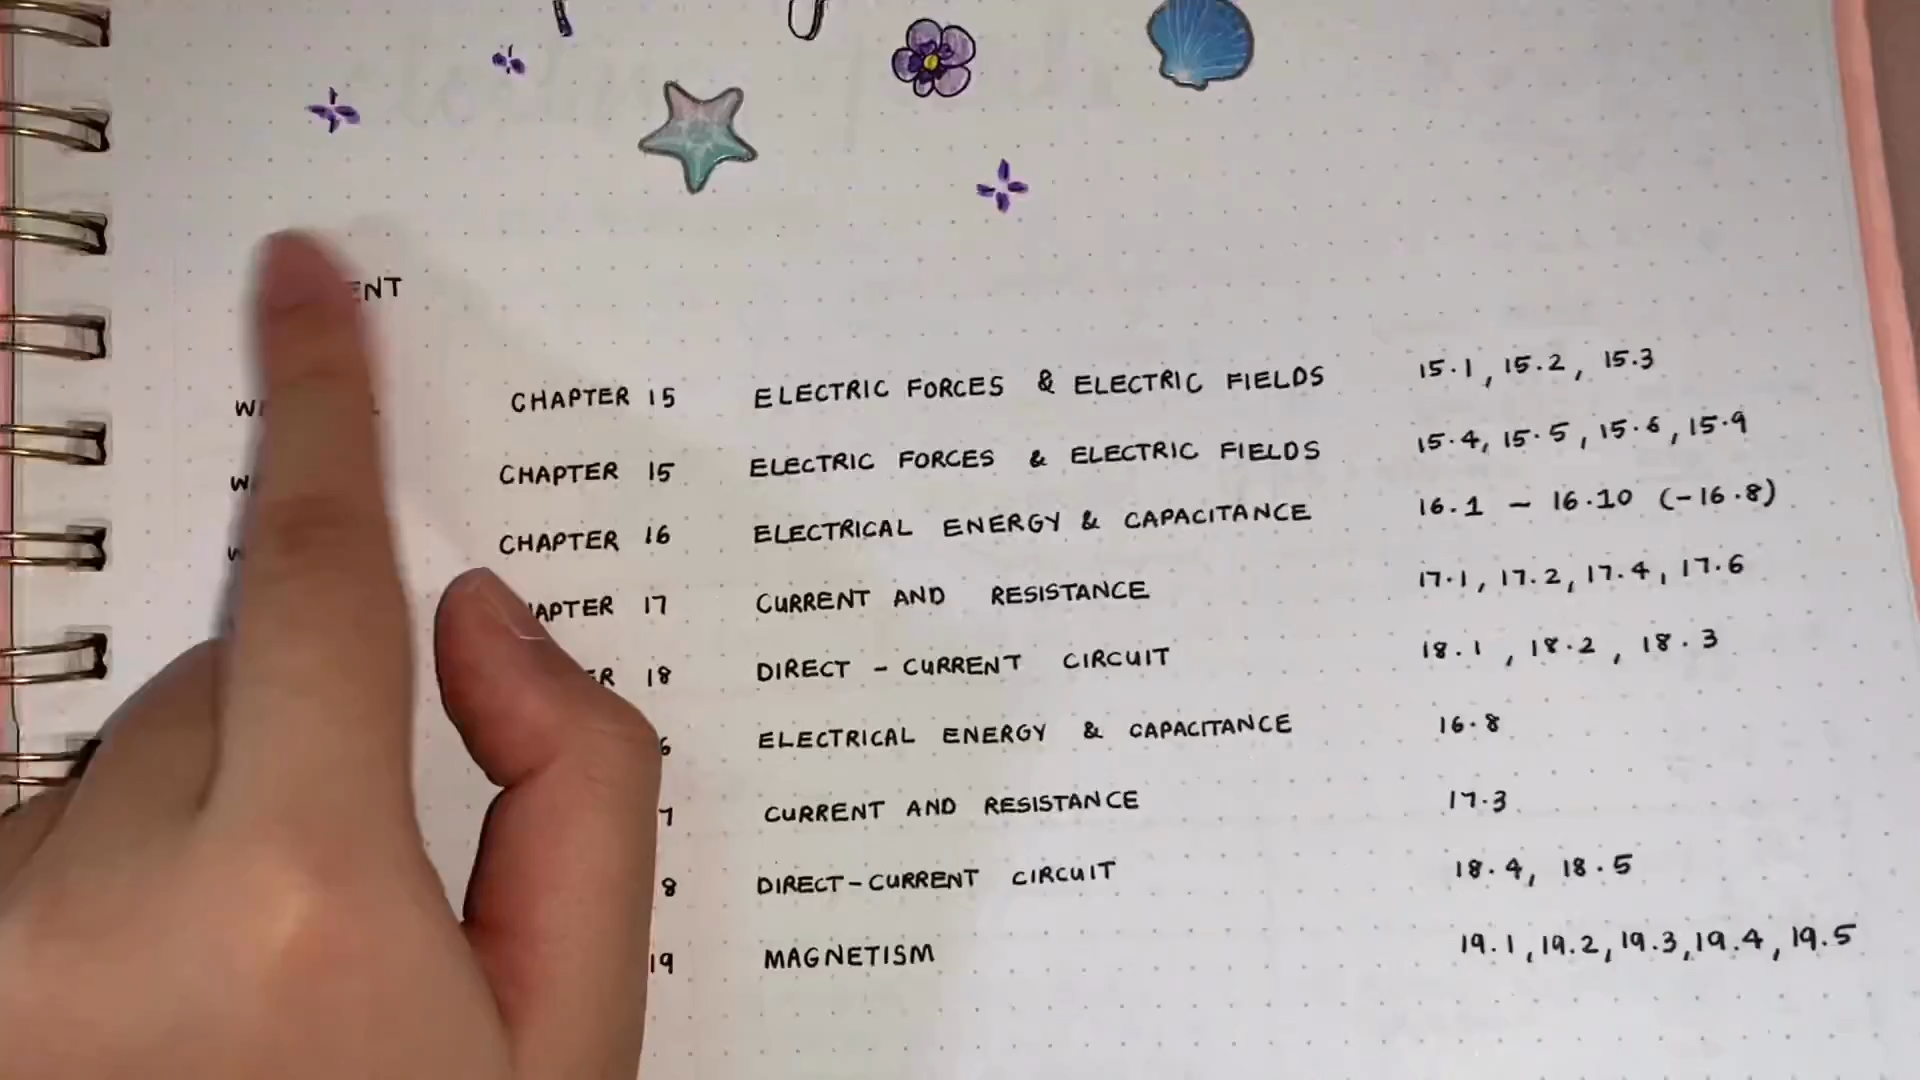 CHAPTER 15 ELECTRIC FORCES & ELECTRIC FIELDS 15.1, 15.2, 15.3
CHAPTER 15 ELECTRIC FORCES & ELECTRIC FIELDS 15.4, 15.5, 15.6, 15.9
CHAPTER 16 ELECTRICAL ENERGY & CAPACITANCE 16.1 - 16.10 (-16.8)
17 CURRENT AND RESISTANCE 17.1, 17.2, 17.4, 17.6
18 DIRECT - CURRENT CIRCUIT 18.1, 18.2, 18.3
6 ELECTRICAL ENERGY & CAPACITANCE 16.8
7 CURRENT AND RESISTANCE 17.3
8 DIRECT-CURRENT CIRCUIT 18.4, 18.5
19 MAGNETISM 19.1, 19.2, 19.3, 19.4, 19.5